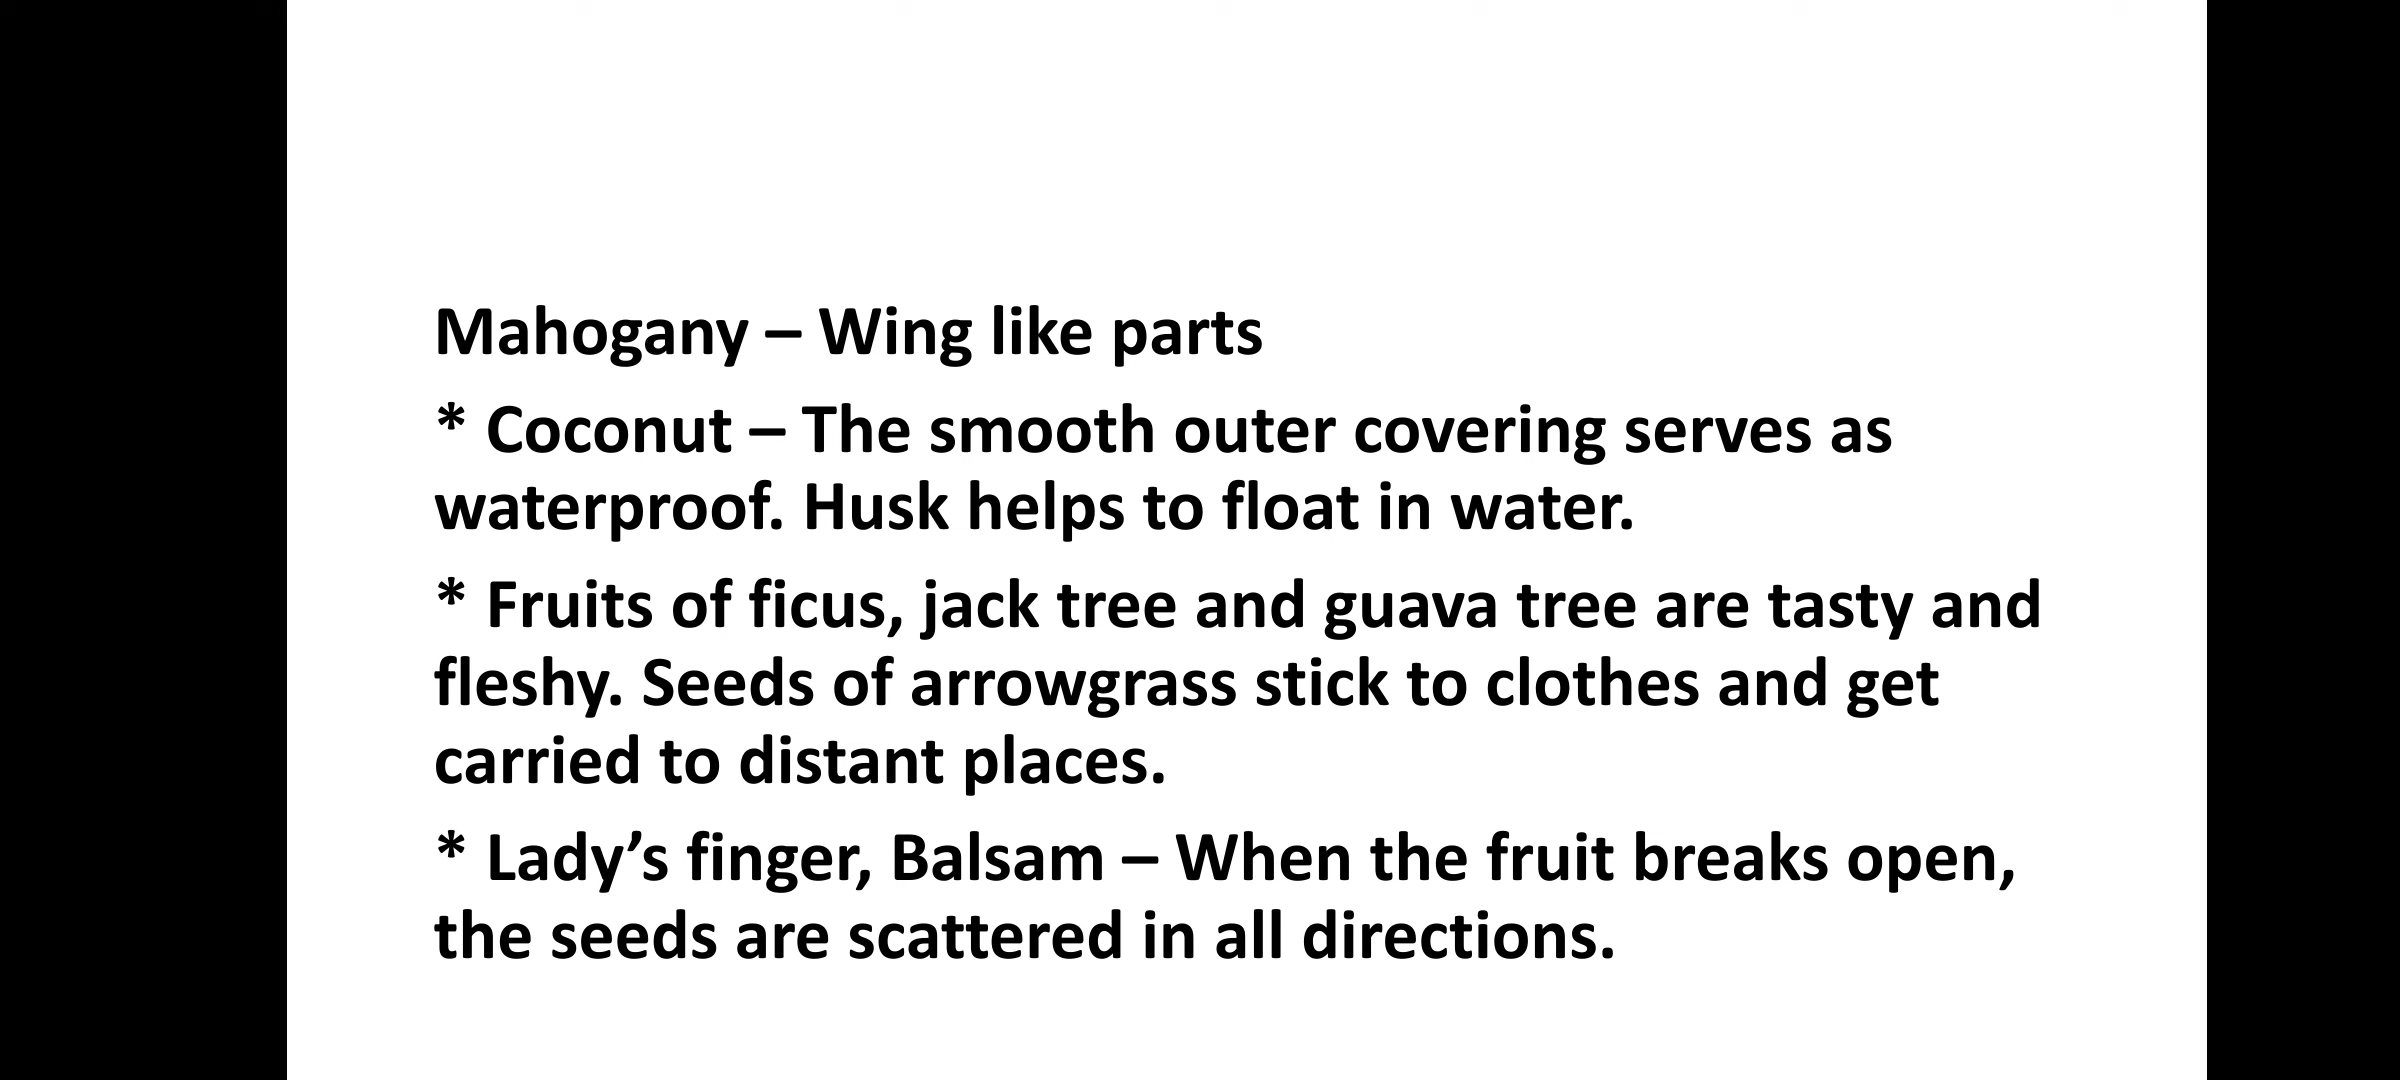 Mahogany – Wing like parts
* Coconut – The smooth outer covering serves as
waterproof. Husk helps to float in water.
* Fruits of ficus, jack tree and guava tree are tasty and
fleshy. Seeds of arrowgrass stick to clothes and get
carried to distant places.
* Lady’s finger, Balsam – When the fruit breaks open,
the seeds are scattered in all directions.